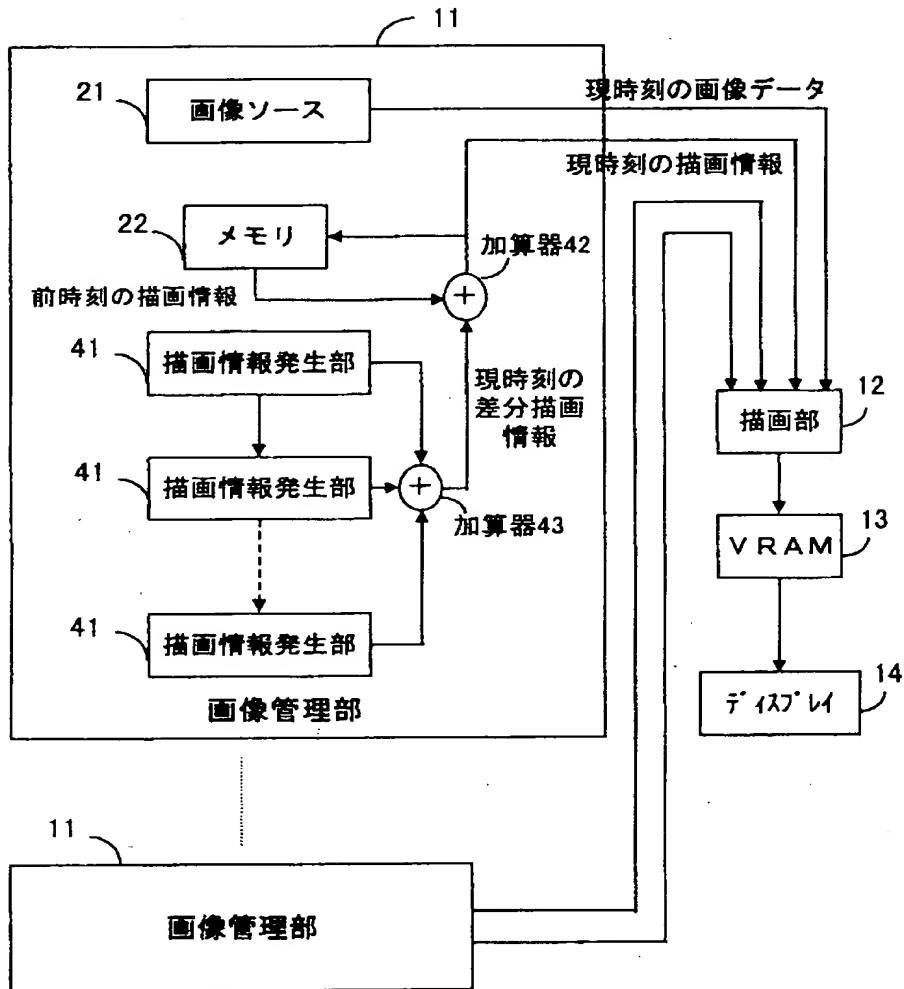 11
21
画像ソース
現時刻の画像データ
現時刻の描画情報
22
メモリ
加算器42
前時刻の描画情報
41
描画情報発生部
現時刻の
差分描画
情報
41
描画情報発生部
加算器43
41
描画情報発生部
画像管理部
描画部
12
VRAM
13
ディスプレイ
14
11
画像管理部